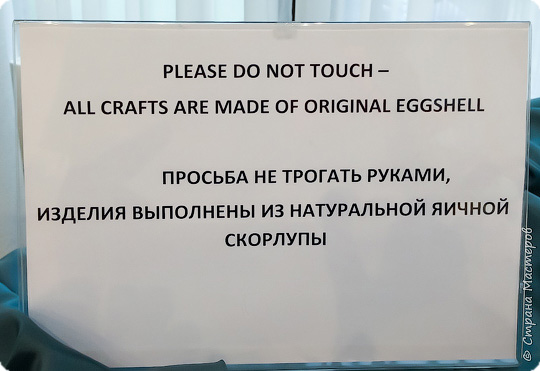 PLEASE DO NOT TOUCH –
ALL CRAFTS ARE MADE OF ORIGINAL EGGSHELL
ПРОСЬБА НЕ ТРОГАТЬ РУКАМИ,
ИЗДЕЛИЯ ВЫПОЛНЕНЫ ИЗ НАТУРАЛЬНОЙ ЯИЧНОЙ
СКОРЛУПЫ
© Страна Мастеров